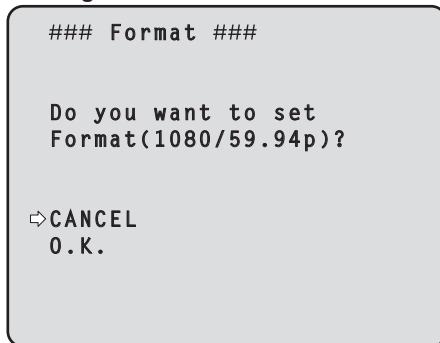 ### Format ###
Do you want to set
Format(1080/59.94p)?
⇨CANCEL
O.K.